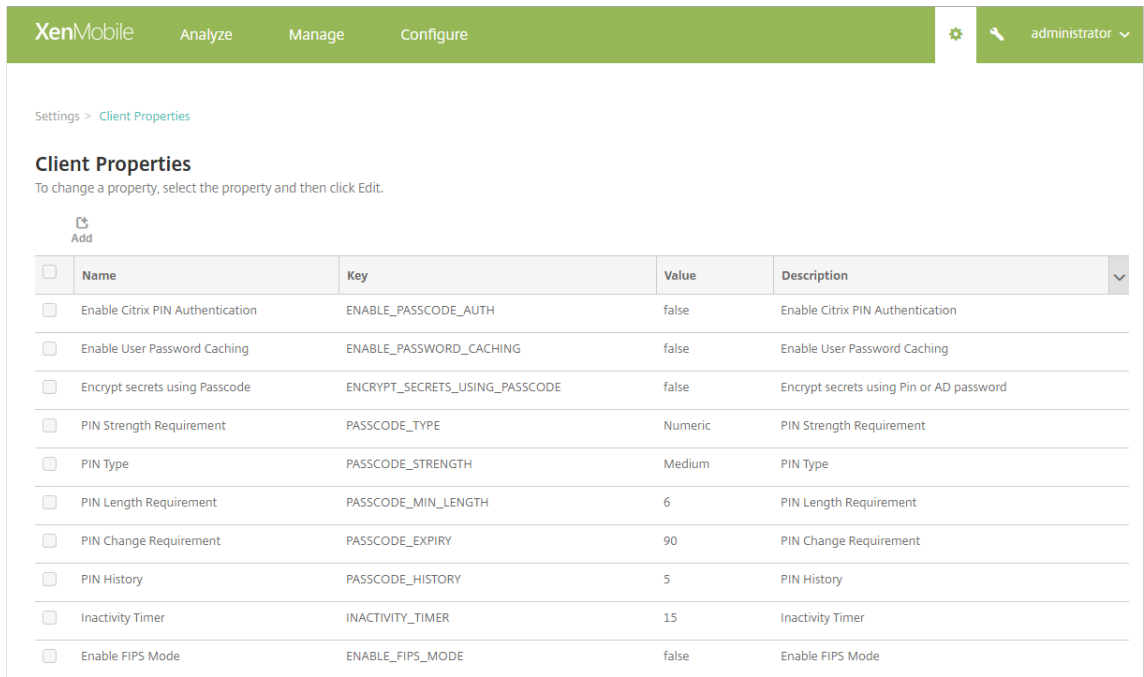 XenMobile Analyze Manage Configure administrator
Settings > Client Properties
Client Properties
To change a property, select the property and then click Edit.
Add
Name Key Value Description
Enable Citrix PIN Authentication ENABLE_PASSCODE_AUTH false Enable Citrix PIN Authentication
Enable User Password Caching ENABLE_PASSWORD_CACHING false Enable User Password Caching
Encrypt secrets using Passcode ENCRYPT_SECRETS_USING_PASSCODE false Encrypt secrets using Pin or AD password
PIN Strength Requirement PASSCODE_TYPE Numeric PIN Strength Requirement
PIN Type PASSCODE_STRENGTH Medium PIN Type
PIN Length Requirement PASSCODE_MIN_LENGTH 6 PIN Length Requirement
PIN Change Requirement PASSCODE_EXPIRY 90 PIN Change Requirement
PIN History PASSCODE_HISTORY 5 PIN History
Inactivity Timer INACTIVITY_TIMER 15 Inactivity Timer
Enable FIPS Mode ENABLE_FIPS_MODE false Enable FIPS Mode